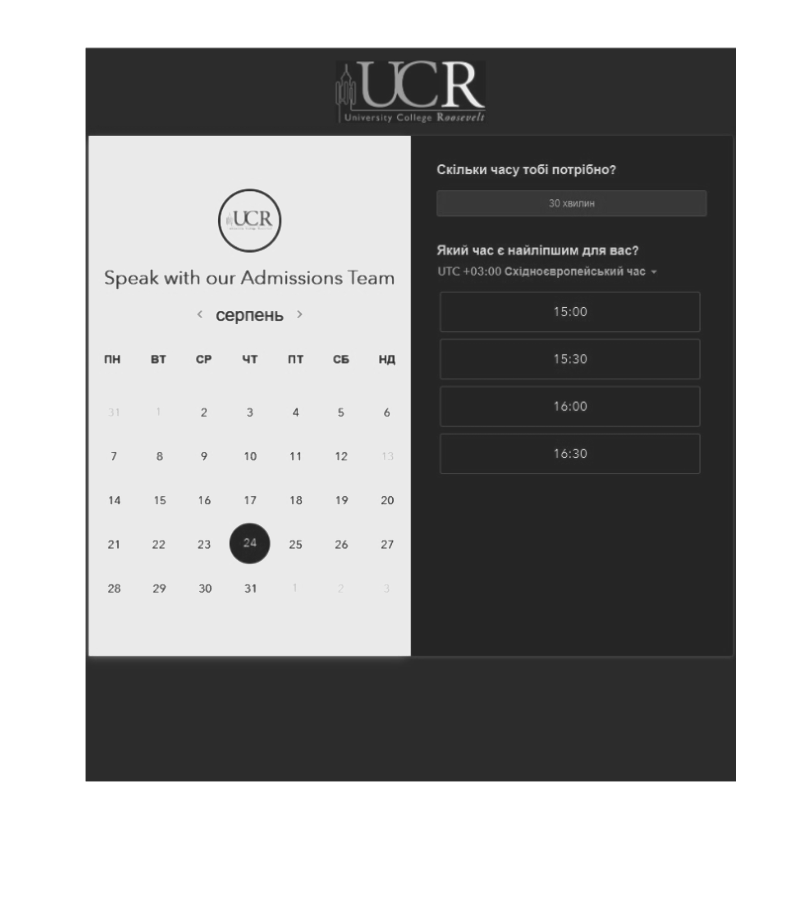 UCR
University College Roosevelt
UCR
Speak with our Admissions Team
‹ серпень ›
ПН ВТ СР ЧТ ПТ СБ НД
31 1 2 3 4 5 6
7 8 9 10 11 12 13
14 15 16 17 18 19 20
21 22 23 24 25 26 27
28 29 30 31 1 2 3
Скільки часу тобі потрібно?
30 хвилин
Який час є найліпшим для вас?
UTC +03:00 Східноєвропейський час
15:00
15:30
16:00
16:30